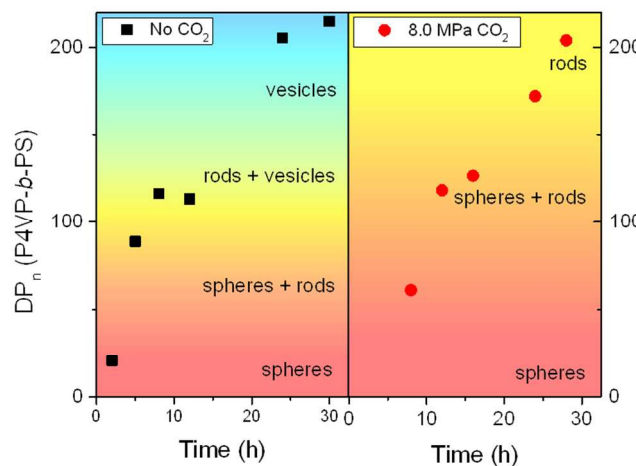 No CO₂
8.0 MPa CO₂
200
200
vesicles
rods
rods + vesicles
spheres + rods
100
100
spheres + rods
spheres
spheres
0
0
0 10 20 30 0 10 20 30
Time (h)
Time (h)
DPₙ (P4VP-b-PS)